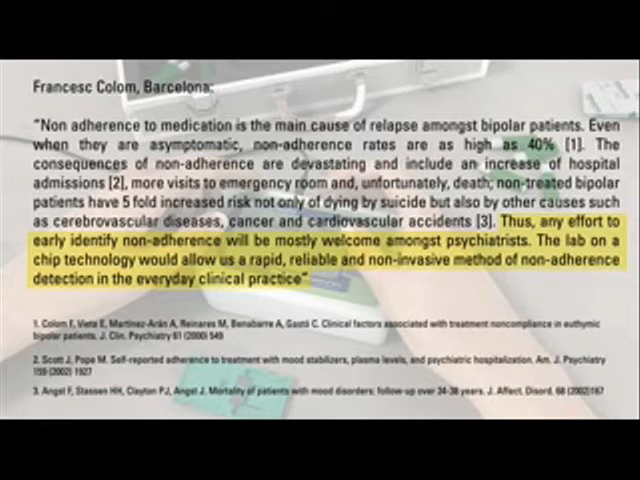 Francesc Colom, Barcelona:
"Non adherence to medication is the main cause of relapse amongst bipolar patients. Even
when they are asymptomatic, non-adherence rates are as high as 40% [1]. The
consequences of non-adherence are devastating and include an increase of hospital
admissions [2], more visits to emergency room and, unfortunately, death; non-treated bipolar
patients have 5 fold increased risk not only of dying by suicide but also by other causes such
as cerebrovascular diseases, cancer and cardiovascular accidents [3]. Thus, any effort to
early identify non-adherence will be mostly welcome amongst psychiatrists. The lab on a
chip technology would allow us a rapid, reliable and non-invasive method of non-adherence
detection in the everyday clinical practice"
1. Colom F, Vieta E, Martinez-Arán A, Reinares M, Benabarre A, Gastó C. Clinical factors associated with treatment noncompliance in euthymic
bipolar patients. J. Clin. Psychiatry 61 (2000) 549
2. Scott J, Pope M. Self-reported adherence to treatment with mood stabilizers, plasma levels, and psychiatric hospitalization. Am. J. Psychiatry
159 (2002) 1927
3. Angst F, Stassen HH, Clayton PJ, Angst J. Mortality of patients with mood disorders: follow-up over 34-38 years. J. Affect. Disord. 68 (2002)167